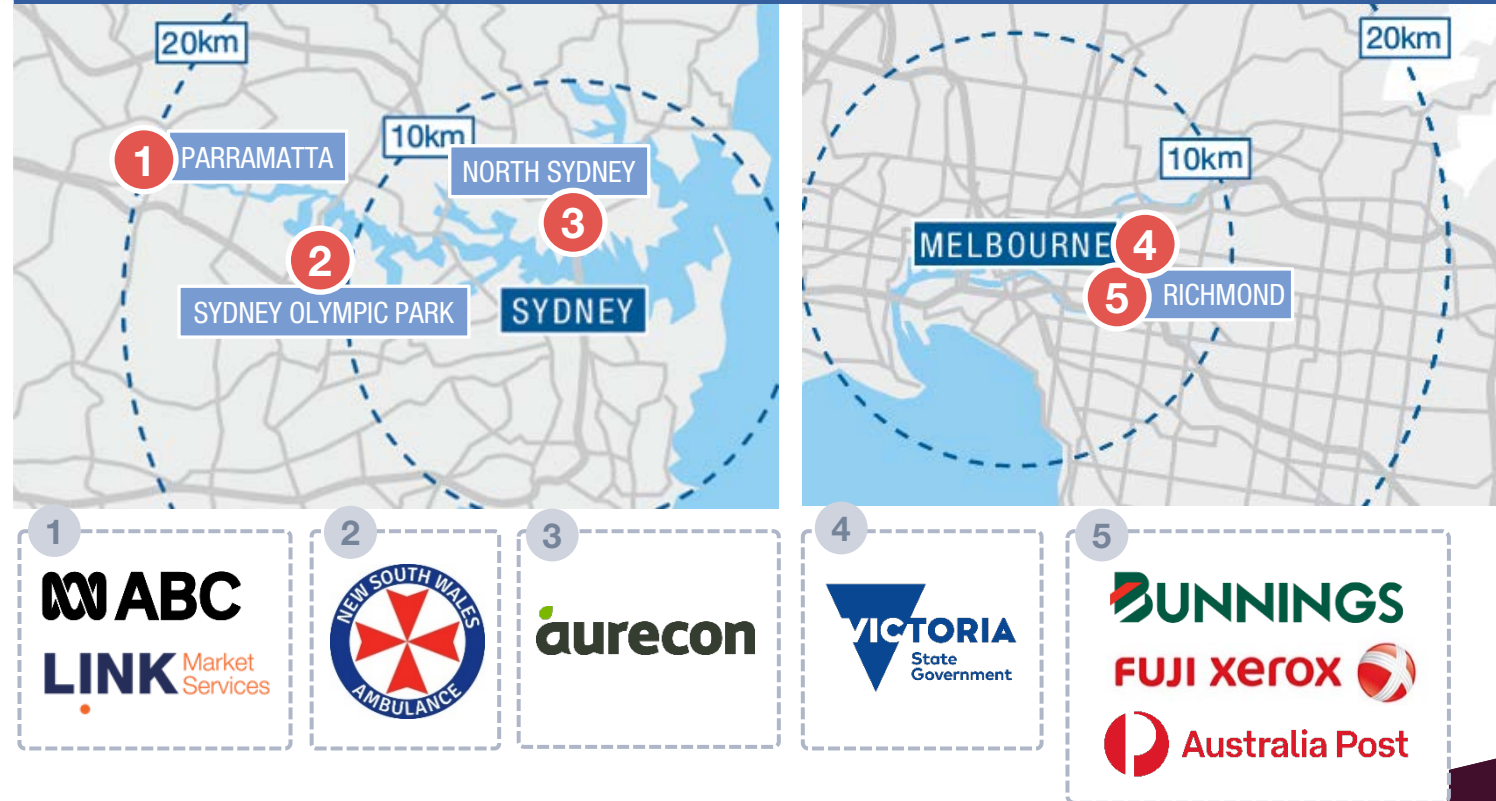 20km
10km
1
PARRAMATTA
NORTH SYDNEY
3
2
SYDNEY OLYMPIC PARK
SYDNEY
20km
10km
MELBOURNE
4
5
RICHMOND
1
ABC
LINK Market
Services
2
NEW SOUTH WALES
AMBULANCE
3
aurecon
4
VICTORIA
State
Government
5
BUNNINGS
FUJI xerox
Australia Post